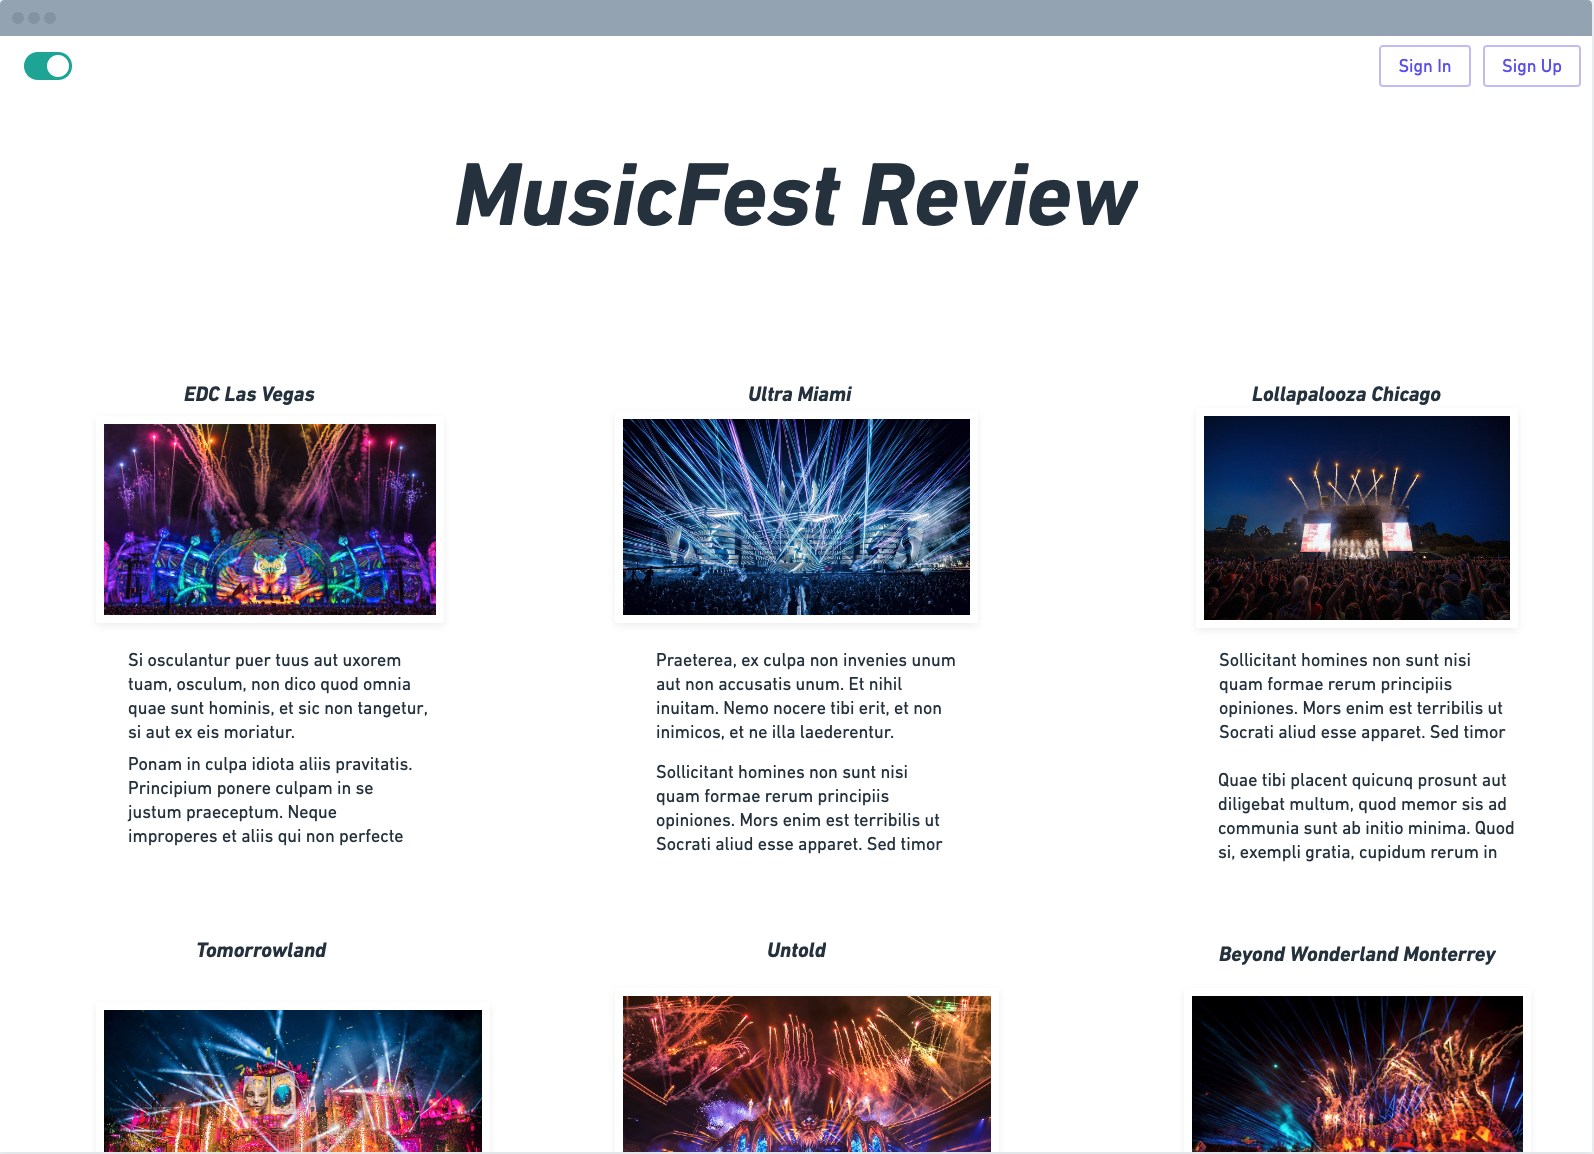 Sign In
Sign Up
MusicFest Review
EDC Las Vegas
Ultra Miami
Lollapalooza Chicago
Si osculantur puer tuus aut uxorem
tuam, osculum, non dico quod omnia
quae sunt hominis, et sic non tangetur,
si aut ex eis moriatur.
Ponam in culpa idiota aliis pravitatis.
Principium ponere culpam in se
justum praeceptum. Neque
improperes et aliis qui non perfecte
Praeterea, ex culpa non invenies unum
aut non accusatis unum. Et nihil
inuitam. Nemo nocere tibi erit, et non
inimicos, et ne illa laederentur.
Sollicitant homines non sunt nisi
quam formae rerum principiis
opiniones. Mors enim est terribilis ut
Socrati aliud esse apparet. Sed timor
Sollicitant homines non sunt nisi
quam formae rerum principiis
opiniones. Mors enim est terribilis ut
Socrati aliud esse apparet. Sed timor
Quae tibi placent quicunq prosunt aut
diligebat multum, quod memor sis ad
communia sunt ab initio minima. Quod
si, exempli gratia, cupidum rerum in
Tomorrowland
Untold
Beyond Wonderland Monterrey